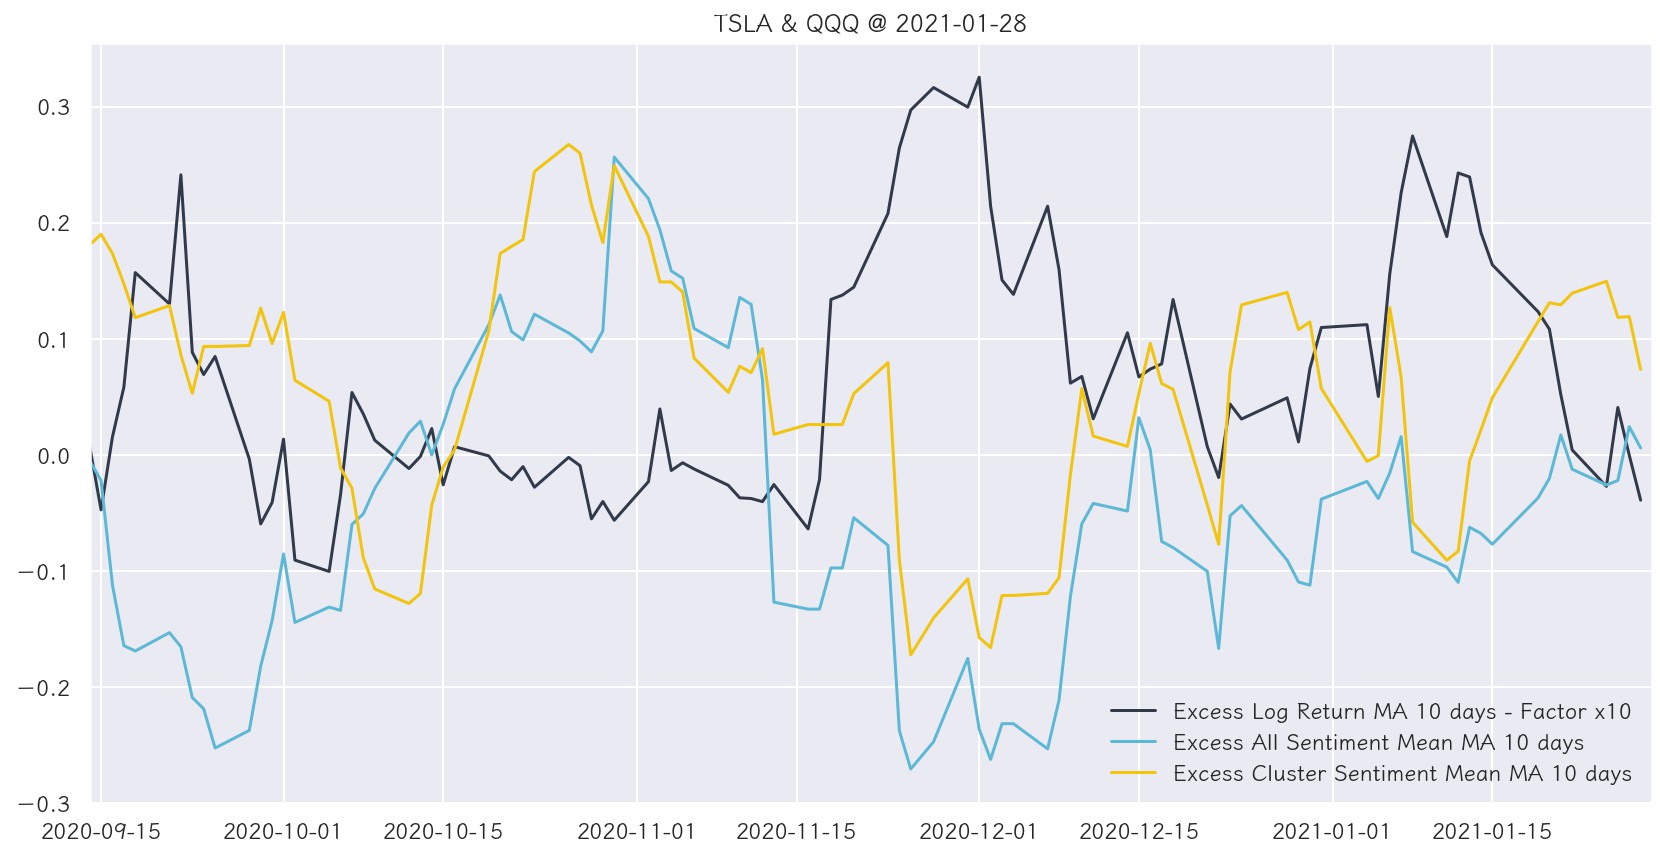 TSLA & QQQ @ 2021-01-28
0.3
0.2
0.1
0.0
−0.1
−0.2
−0.3
Excess Log Return MA 10 days - Factor x10
Excess All Sentiment Mean MA 10 days
Excess Cluster Sentiment Mean MA 10 days
2020-09-15 2020-10-01 2020-10-15 2020-11-01 2020-11-15 2020-12-01 2020-12-15 2021-01-01 2021-01-15